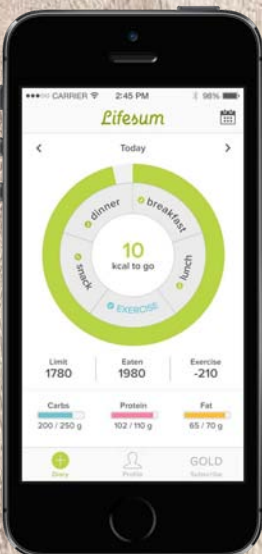 CARRIER 2:45 PM 98%
Lifesum
< Today >
dinner
breakfast
snack
lunch
EXERCISE
10
kcal to go
Limit Eaten Exercise
1780 1980 -210
Carbs Protein Fat
200 / 250 g 102 / 110 g 65 / 70 g
Diary Profile GOLD
Subscribe